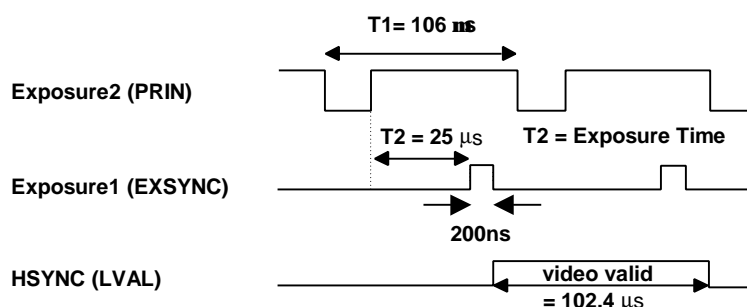 T1= 106
Exposure2 (PRIN)
T2 = 25 μs
T2 = Exposure Time
Exposure1 (EXSYNC)
200ns
HSYNC (LVAL)
video valid
= 102.4 μs